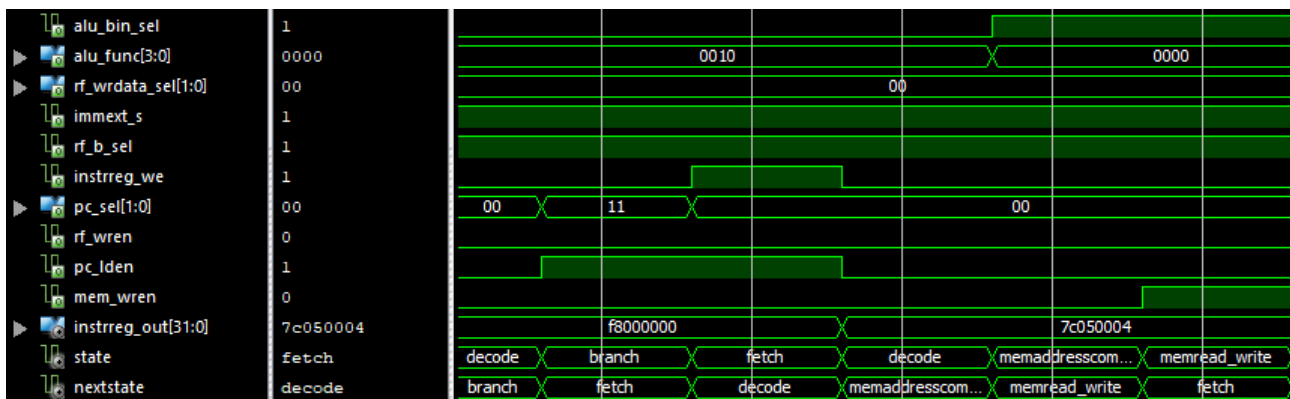 alu_bin_sel 1
alu_func[3:0] 0000 0010 0000
rf_wrdata_sel[1:0] 00 00
immext_s 1
rf_b_sel 1
instrreg_we 1
pc_sel[1:0] 00 00 11 00
rf_wren 0
pc_lden 1
mem_wren 0
instrreg_out[31:0] 7c050004 f8000000 7c050004
state fetch decode branch fetch decode memaddresscom... memread_write
nextstate decode branch fetch decode memaddresscom... memread_write fetch